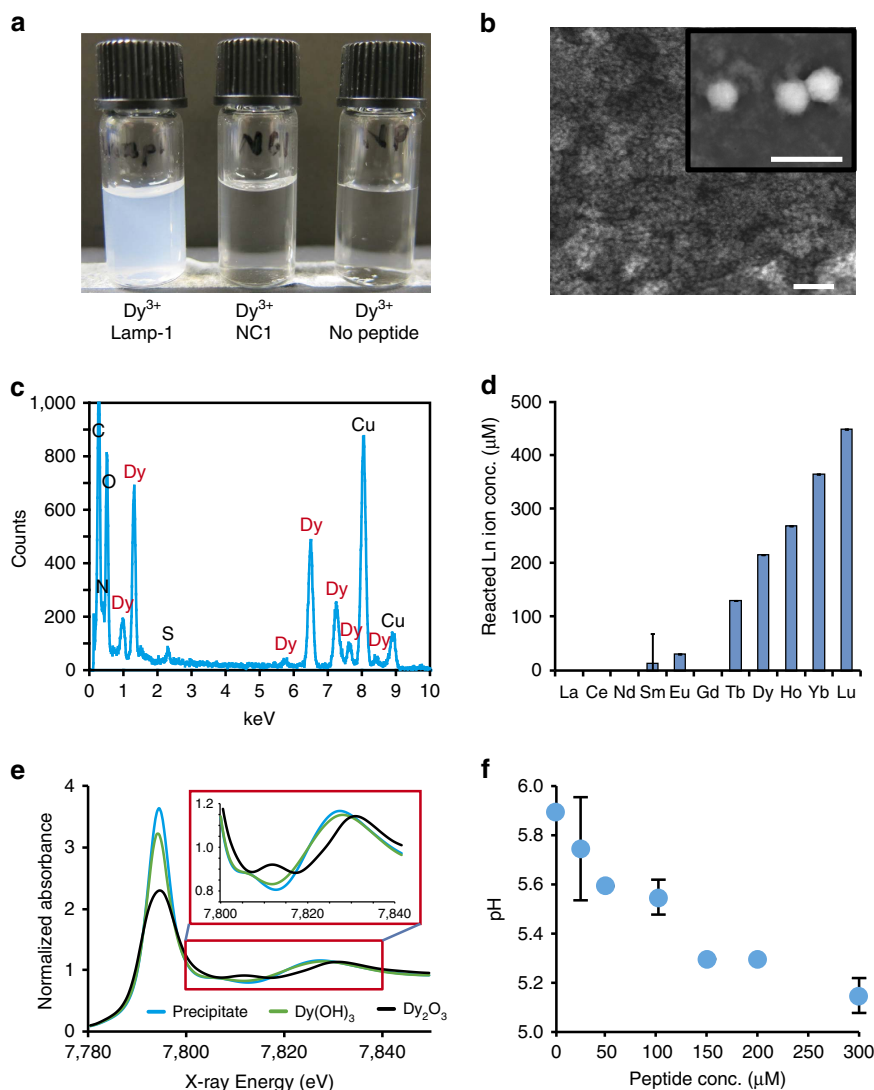 a
Dy³⁺ Dy³⁺ Dy³⁺
Lamp-1 NC1 No peptide
b
c
1,000
800
600
400
200
0
Counts
C
O
N
Dy
Dy
S
Dy
Dy
Dy
Dy
Cu
Dy
Cu
0 1 2 3 4 5 6 7 8 9 10
keV
d
500
400
300
200
100
0
Reacted Ln ion conc. (μM)
La Ce Nd Sm Eu Gd Tb Dy Ho Yb Lu
e
4
3
2
1
0
Normalized absorbance
1.2
1.0
0.8
7,800 7,820 7,840
Precipitate Dy(OH)₃ Dy₂O₃
7,780 7,800 7,820 7,840
X-ray Energy (eV)
f
6.0
5.8
5.6
5.4
5.2
5.0
pH
0 50 100 150 200 300
Peptide conc. (μM)